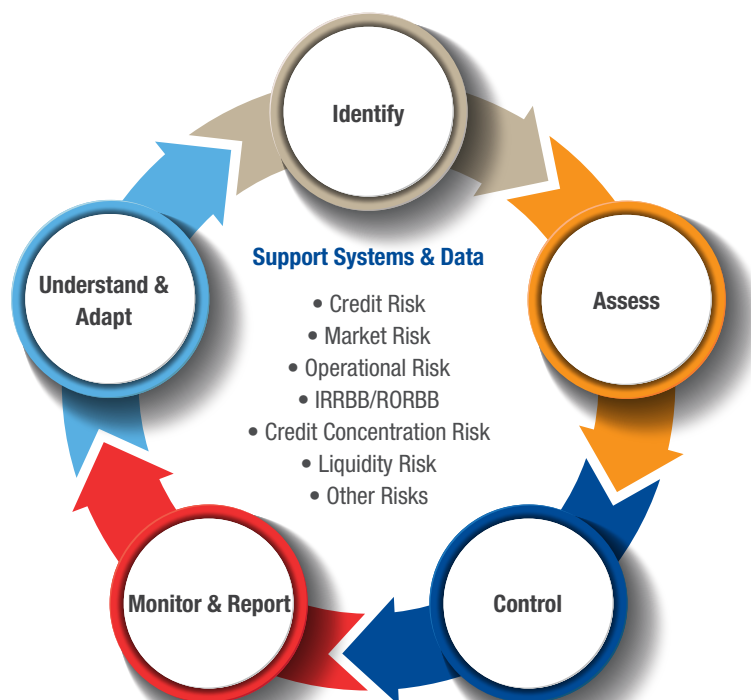 Identify
Support Systems & Data
Understand &
Adapt
Assess
• Credit Risk
• Market Risk
• Operational Risk
• IRRBB/RORBB
• Credit Concentration Risk
• Liquidity Risk
• Other Risks
Monitor & Report
Control